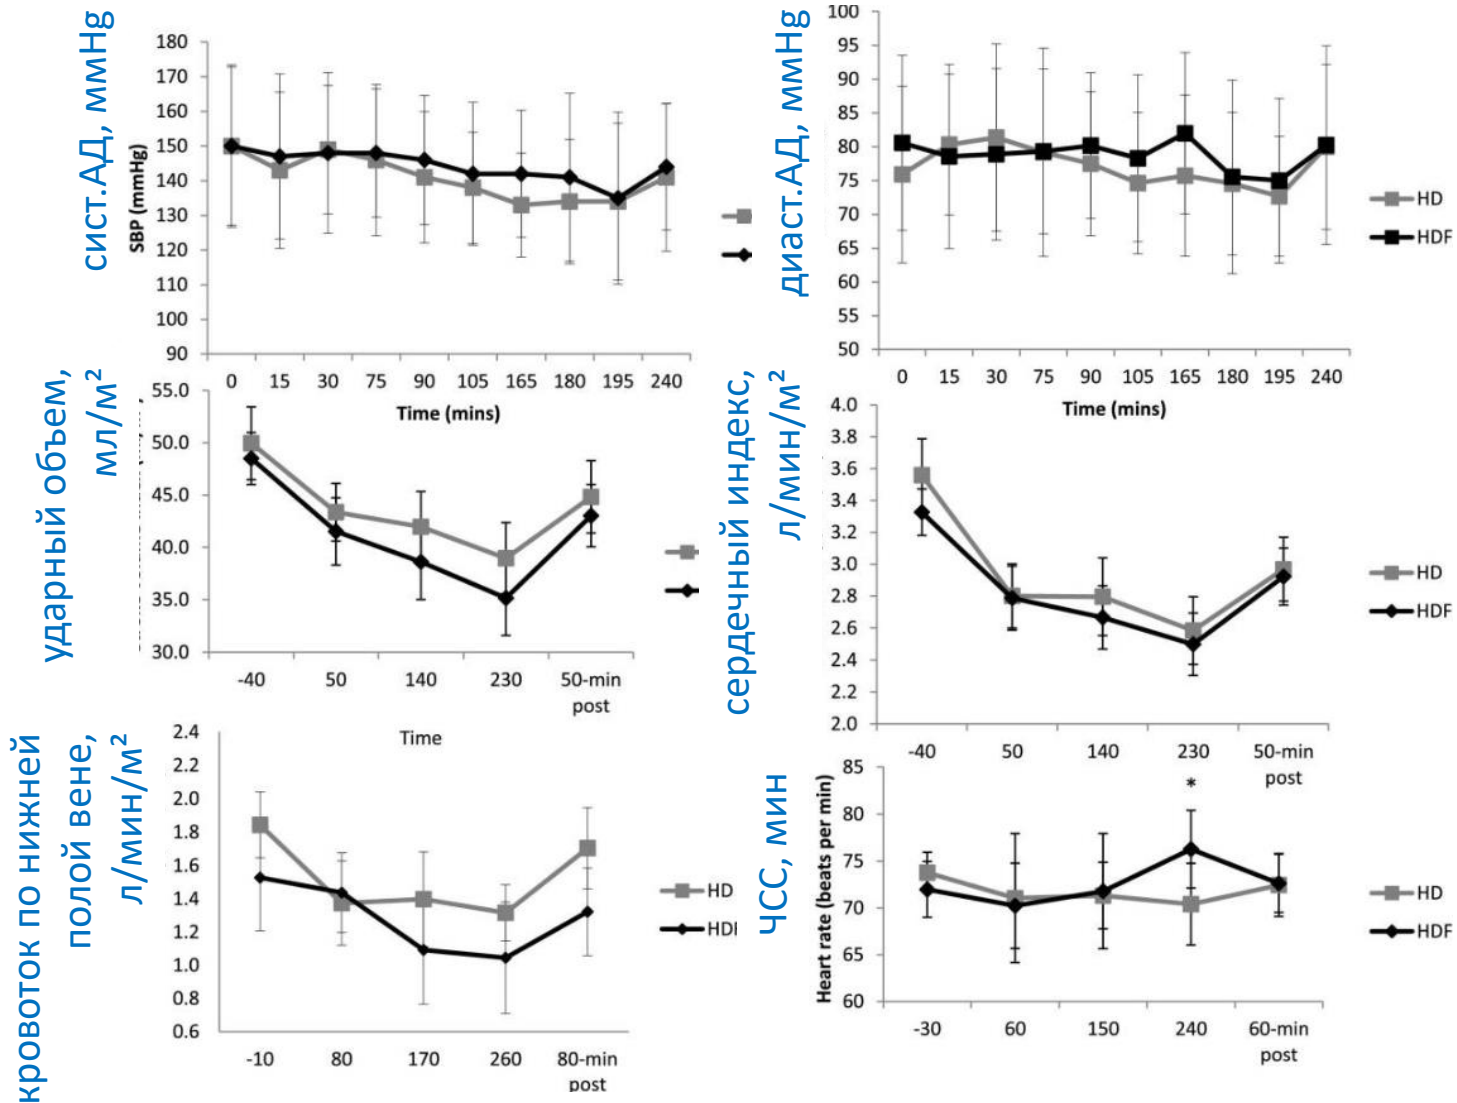 сист.АД, ммHg
SBP (mmHg)
180
170
160
150
140
130
120
110
100
90
0 15 30 75 90 105 165 180 195 240
Time (mins)
диаст.АД, ммHg
100
95
90
85
80
75
70
65
60
55
50
0 15 30 75 90 105 165 180 195 240
Time (mins)
HD
HDF
ударный объем,
мл/м²
55.0
50.0
45.0
40.0
35.0
30.0
-40 50 140 230 50-min
post
Time
сердечный индекс,
л/мин/м²
4.0
3.8
3.6
3.4
3.2
3.0
2.8
2.6
2.4
2.2
2.0
-40 50 140 230 50-min
post
HD
HDF
кровоток по нижней
полой вене,
л/мин/м²
2.4
2.2
2.0
1.8
1.6
1.4
1.2
1.0
0.8
0.6
-10 80 170 260 80-min
post
HD
HDF
ЧСС, мин
Heart rate (beats per min)
85
80
75
70
65
60
*
-30 60 150 240 60-min
post
HD
HDF